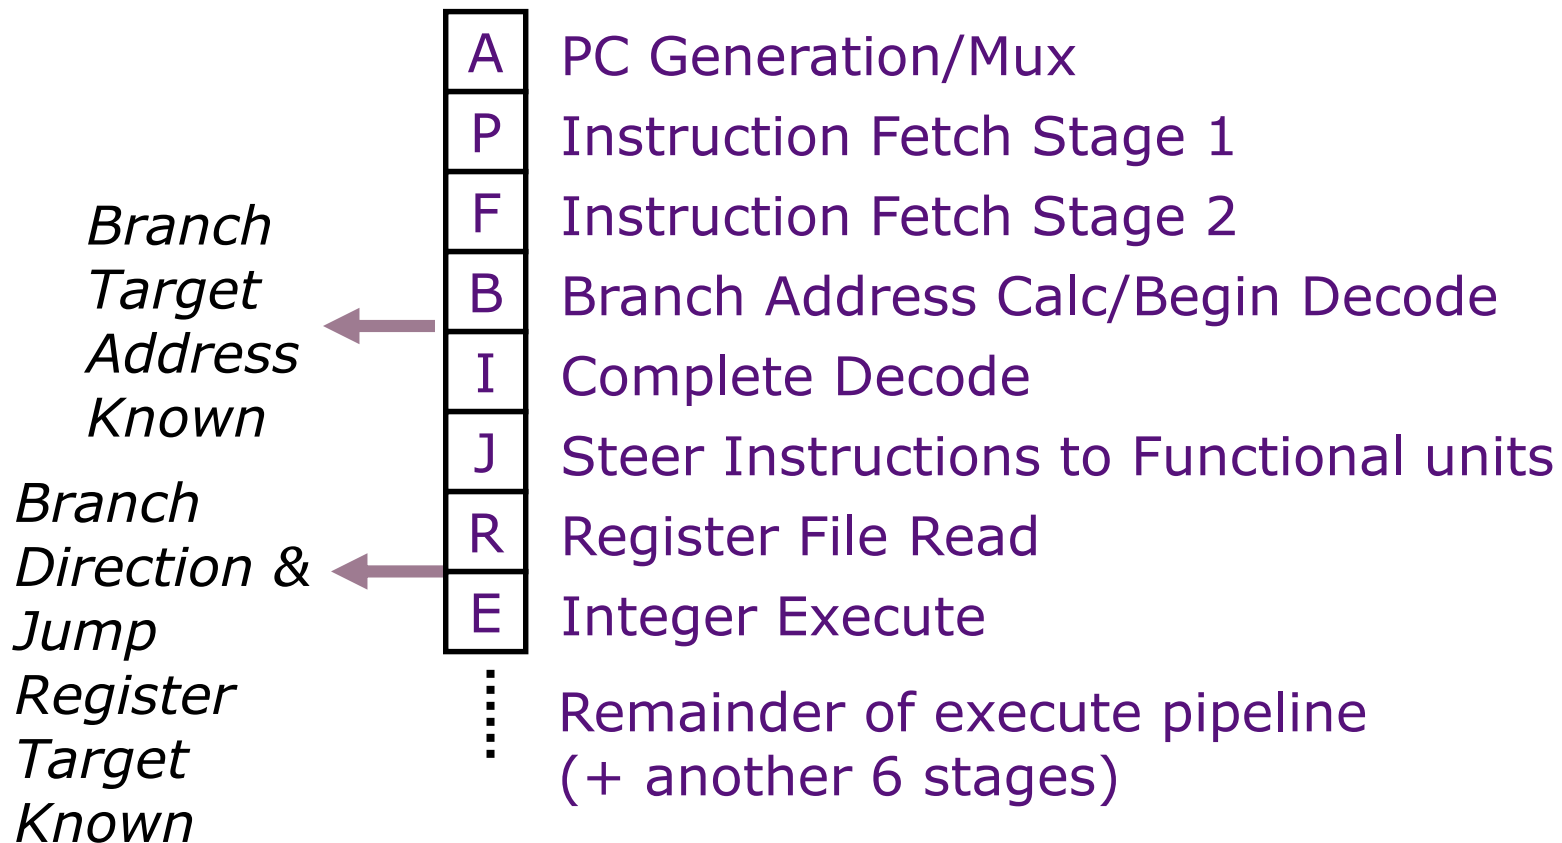 A PC Generation/Mux
P Instruction Fetch Stage 1
F Instruction Fetch Stage 2
B Branch Address Calc/Begin Decode
I Complete Decode
J Steer Instructions to Functional units
R Register File Read
E Integer Execute
Remainder of execute pipeline
(+ another 6 stages)
Branch
Target
Address
Known
Branch
Direction &
Jump
Register
Target
Known